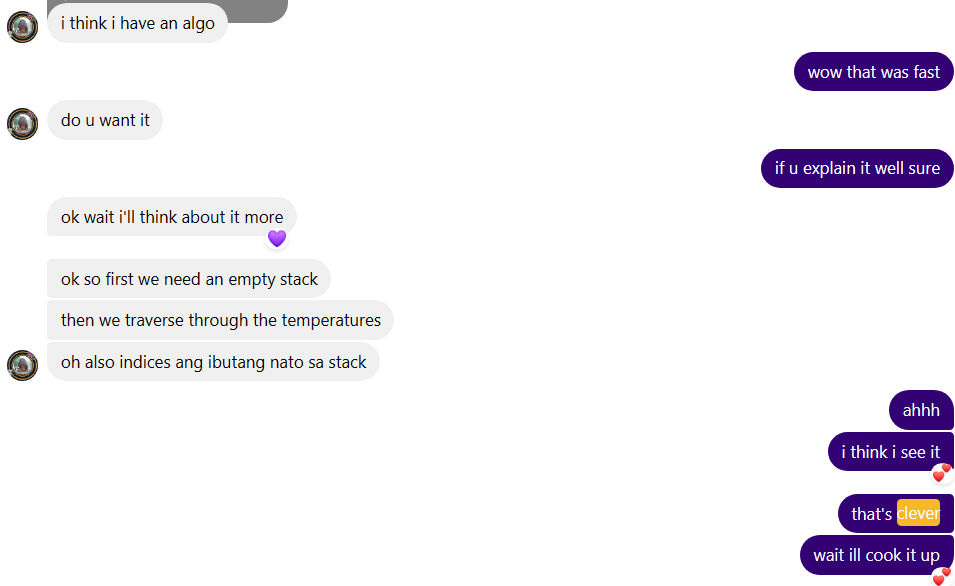 i think i have an algo
wow that was fast
do u want it
if u explain it well sure
ok wait i'll think about it more
ok so first we need an empty stack
then we traverse through the temperatures
oh also indices ang ibutang nato sa stack
ahhh
i think i see it
that's clever
wait ill cook it up